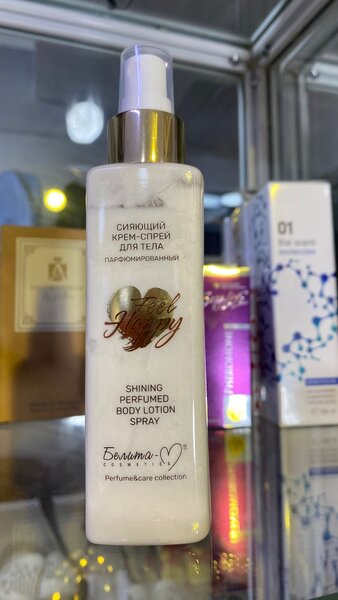 СИЯЮЩИЙ
КРЕМ-СПРЕЙ
ДЛЯ ТЕЛА
ПАРФЮМИРОВАННЫЙ
Feel
Happy
SHINING
PERFUMED
BODY LOTION
SPRAY
Белита-М
COSMETICS
Perfume&care collection
01
the scent
molecules